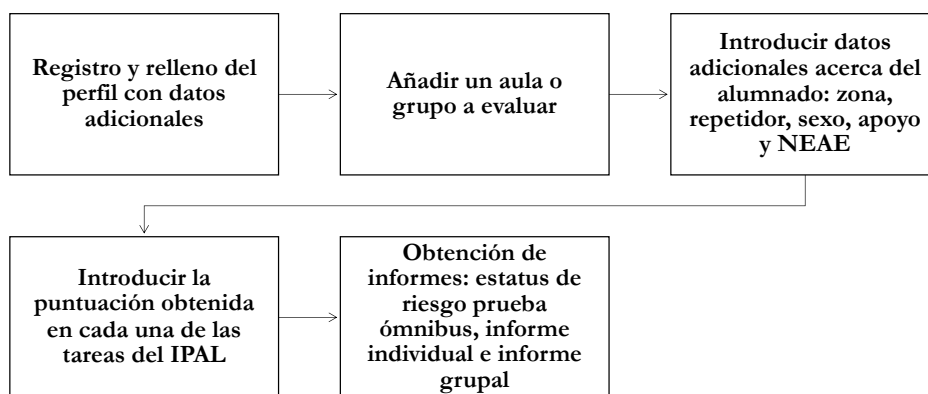 Registro y relleno del
perfil con datos
adicionales
Añadir un aula o
grupo a evaluar
Introducir datos
adicionales acerca del
alumnado: zona,
repetidor, sexo, apoyo
y NEAE
Introducir la
puntuación obtenida
en cada una de las
tareas del IPAL
Obtención de
informes: estatus de
riesgo prueba
ómnibus, informe
individual e informe
grupal